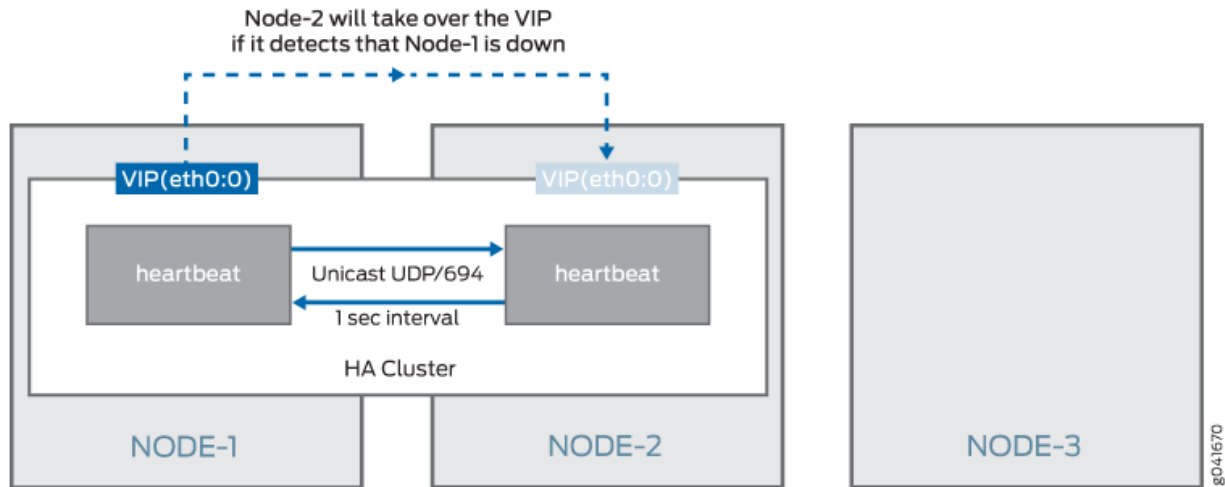 Node-2 will take over the VIP
if it detects that Node-1 is down
VIP(eth0:0)
VIP(eth0:0)
heartbeat
Unicast UDP/694
heartbeat
1 sec interval
HA Cluster
NODE-1
NODE-2
NODE-3
g041670